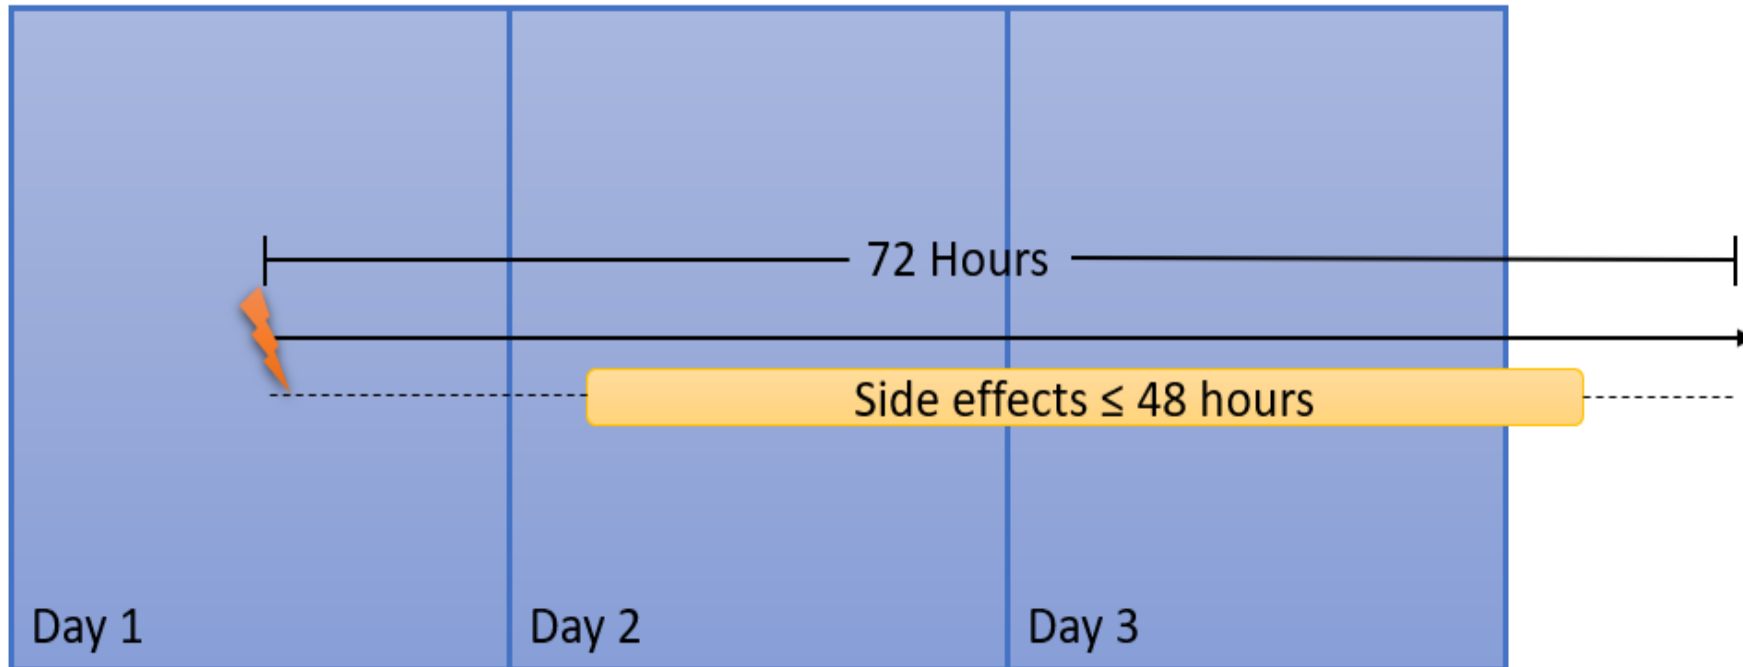 72 Hours
Side effects ≤ 48 hours
Day 1
Day 2
Day 3